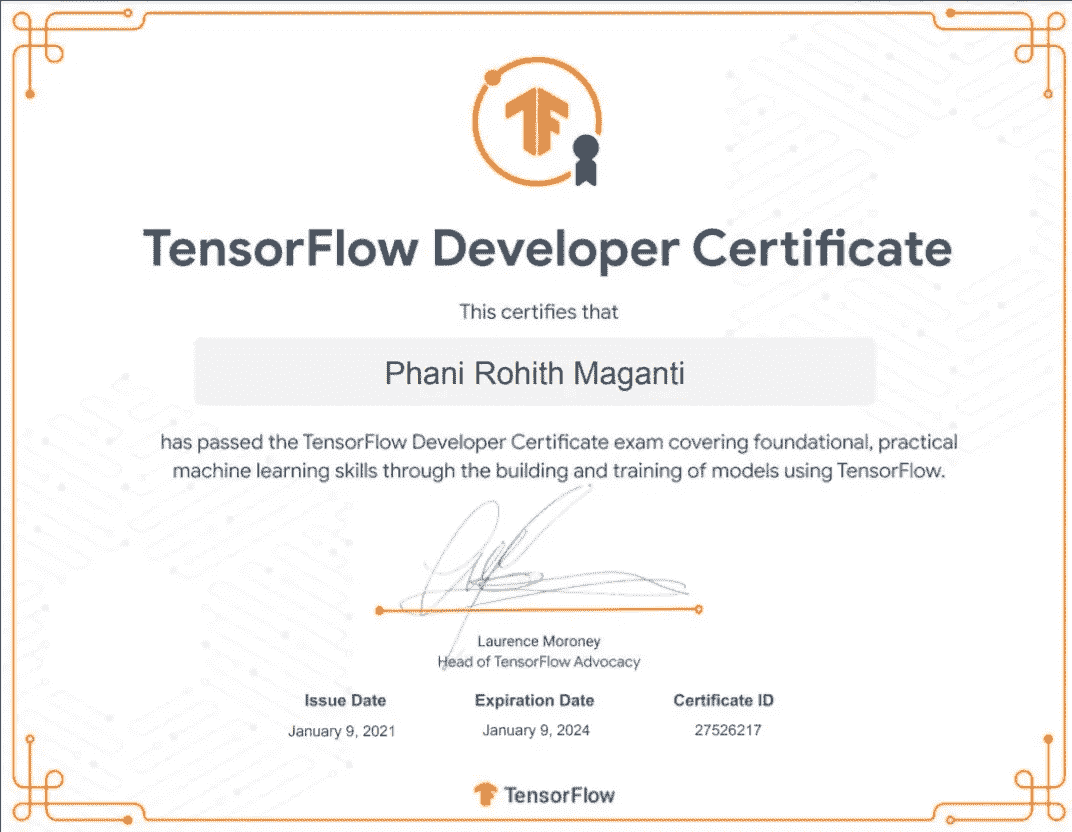 TensorFlow Developer Certificate
This certifies that
Phani Rohith Maganti
has passed the TensorFlow Developer Certificate exam covering foundational, practical
machine learning skills through the building and training of models using TensorFlow.
Laurence Moroney
Head of TensorFlow Advocacy
Issue Date Expiration Date Certificate ID
January 9, 2021 January 9, 2024 27526217
TensorFlow